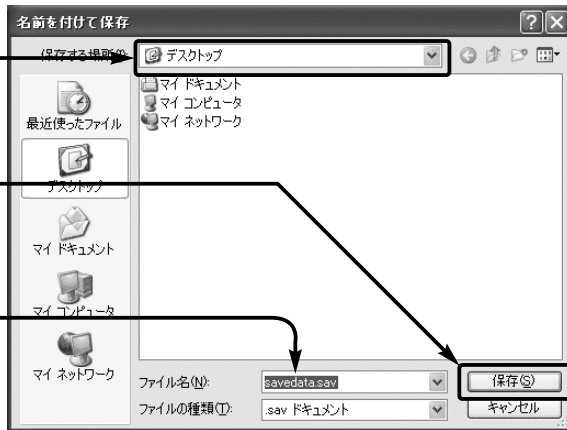 名前を付けて保存
保存する場所(I):
デスクトップ
マイ ドキュメント
マイ コンピュータ
マイ ネットワーク
最近使ったファイル
デスクトップ
マイ ドキュメント
マイ コンピュータ
マイ ネットワーク
ファイル名(N):
savedata.sav
保存(S)
ファイルの種類(T):
.sav ドキュメント
キャンセル